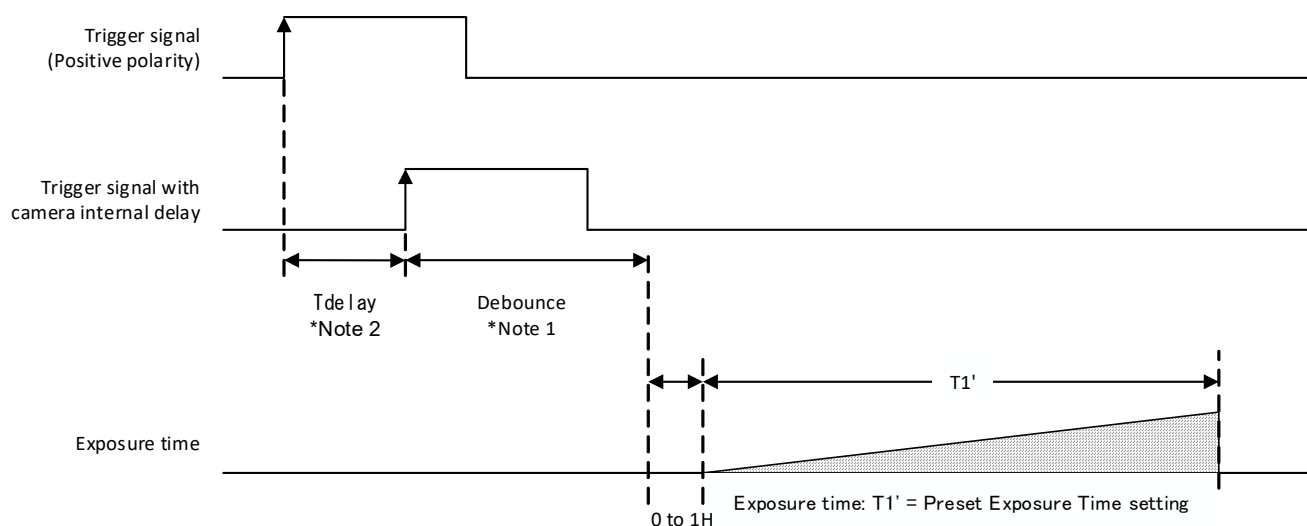 Trigger signal
(Positive polarity)
Trigger signal with
camera internal delay
Tdelay
*Note 2
Debounce
*Note 1
T1'
Exposure time
0 to 1H
Exposure time: T1' = Preset Exposure Time setting